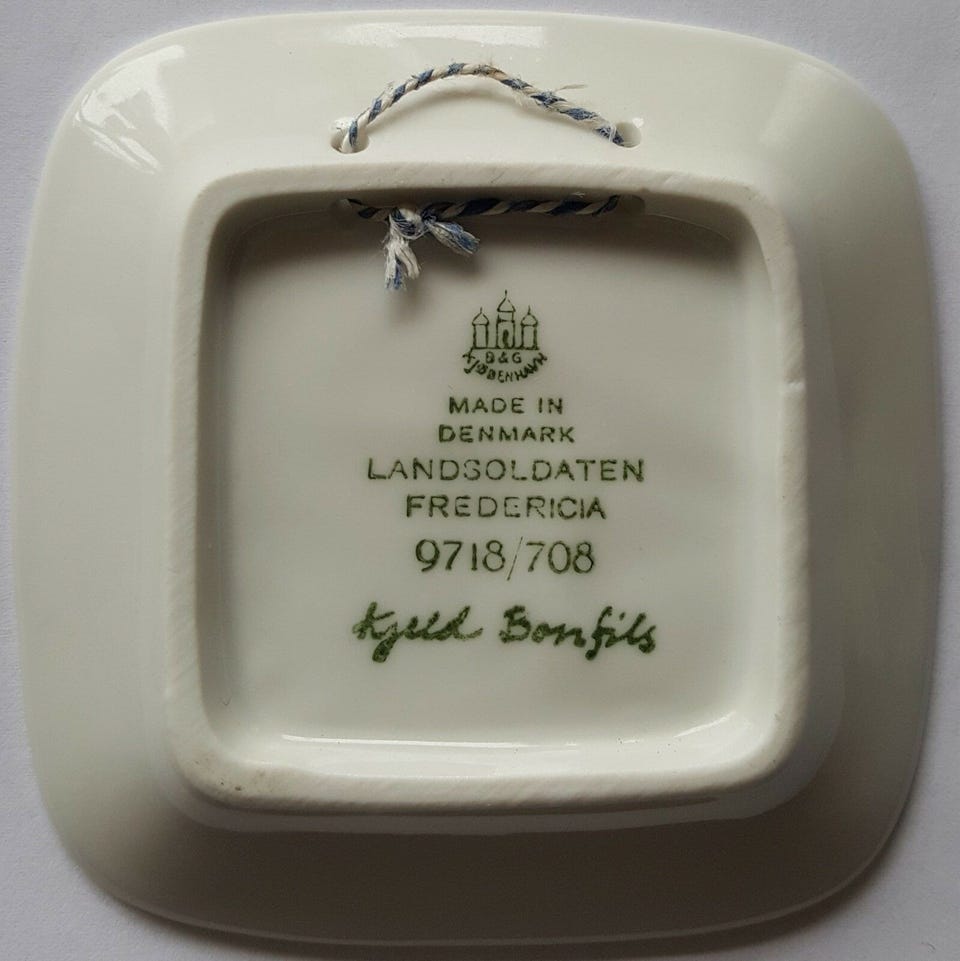 B&G
KJØBENHAVN
MADE IN
DENMARK
LANDSOLDATEN
FREDERICIA
9718/708
Kjeld Bonfils